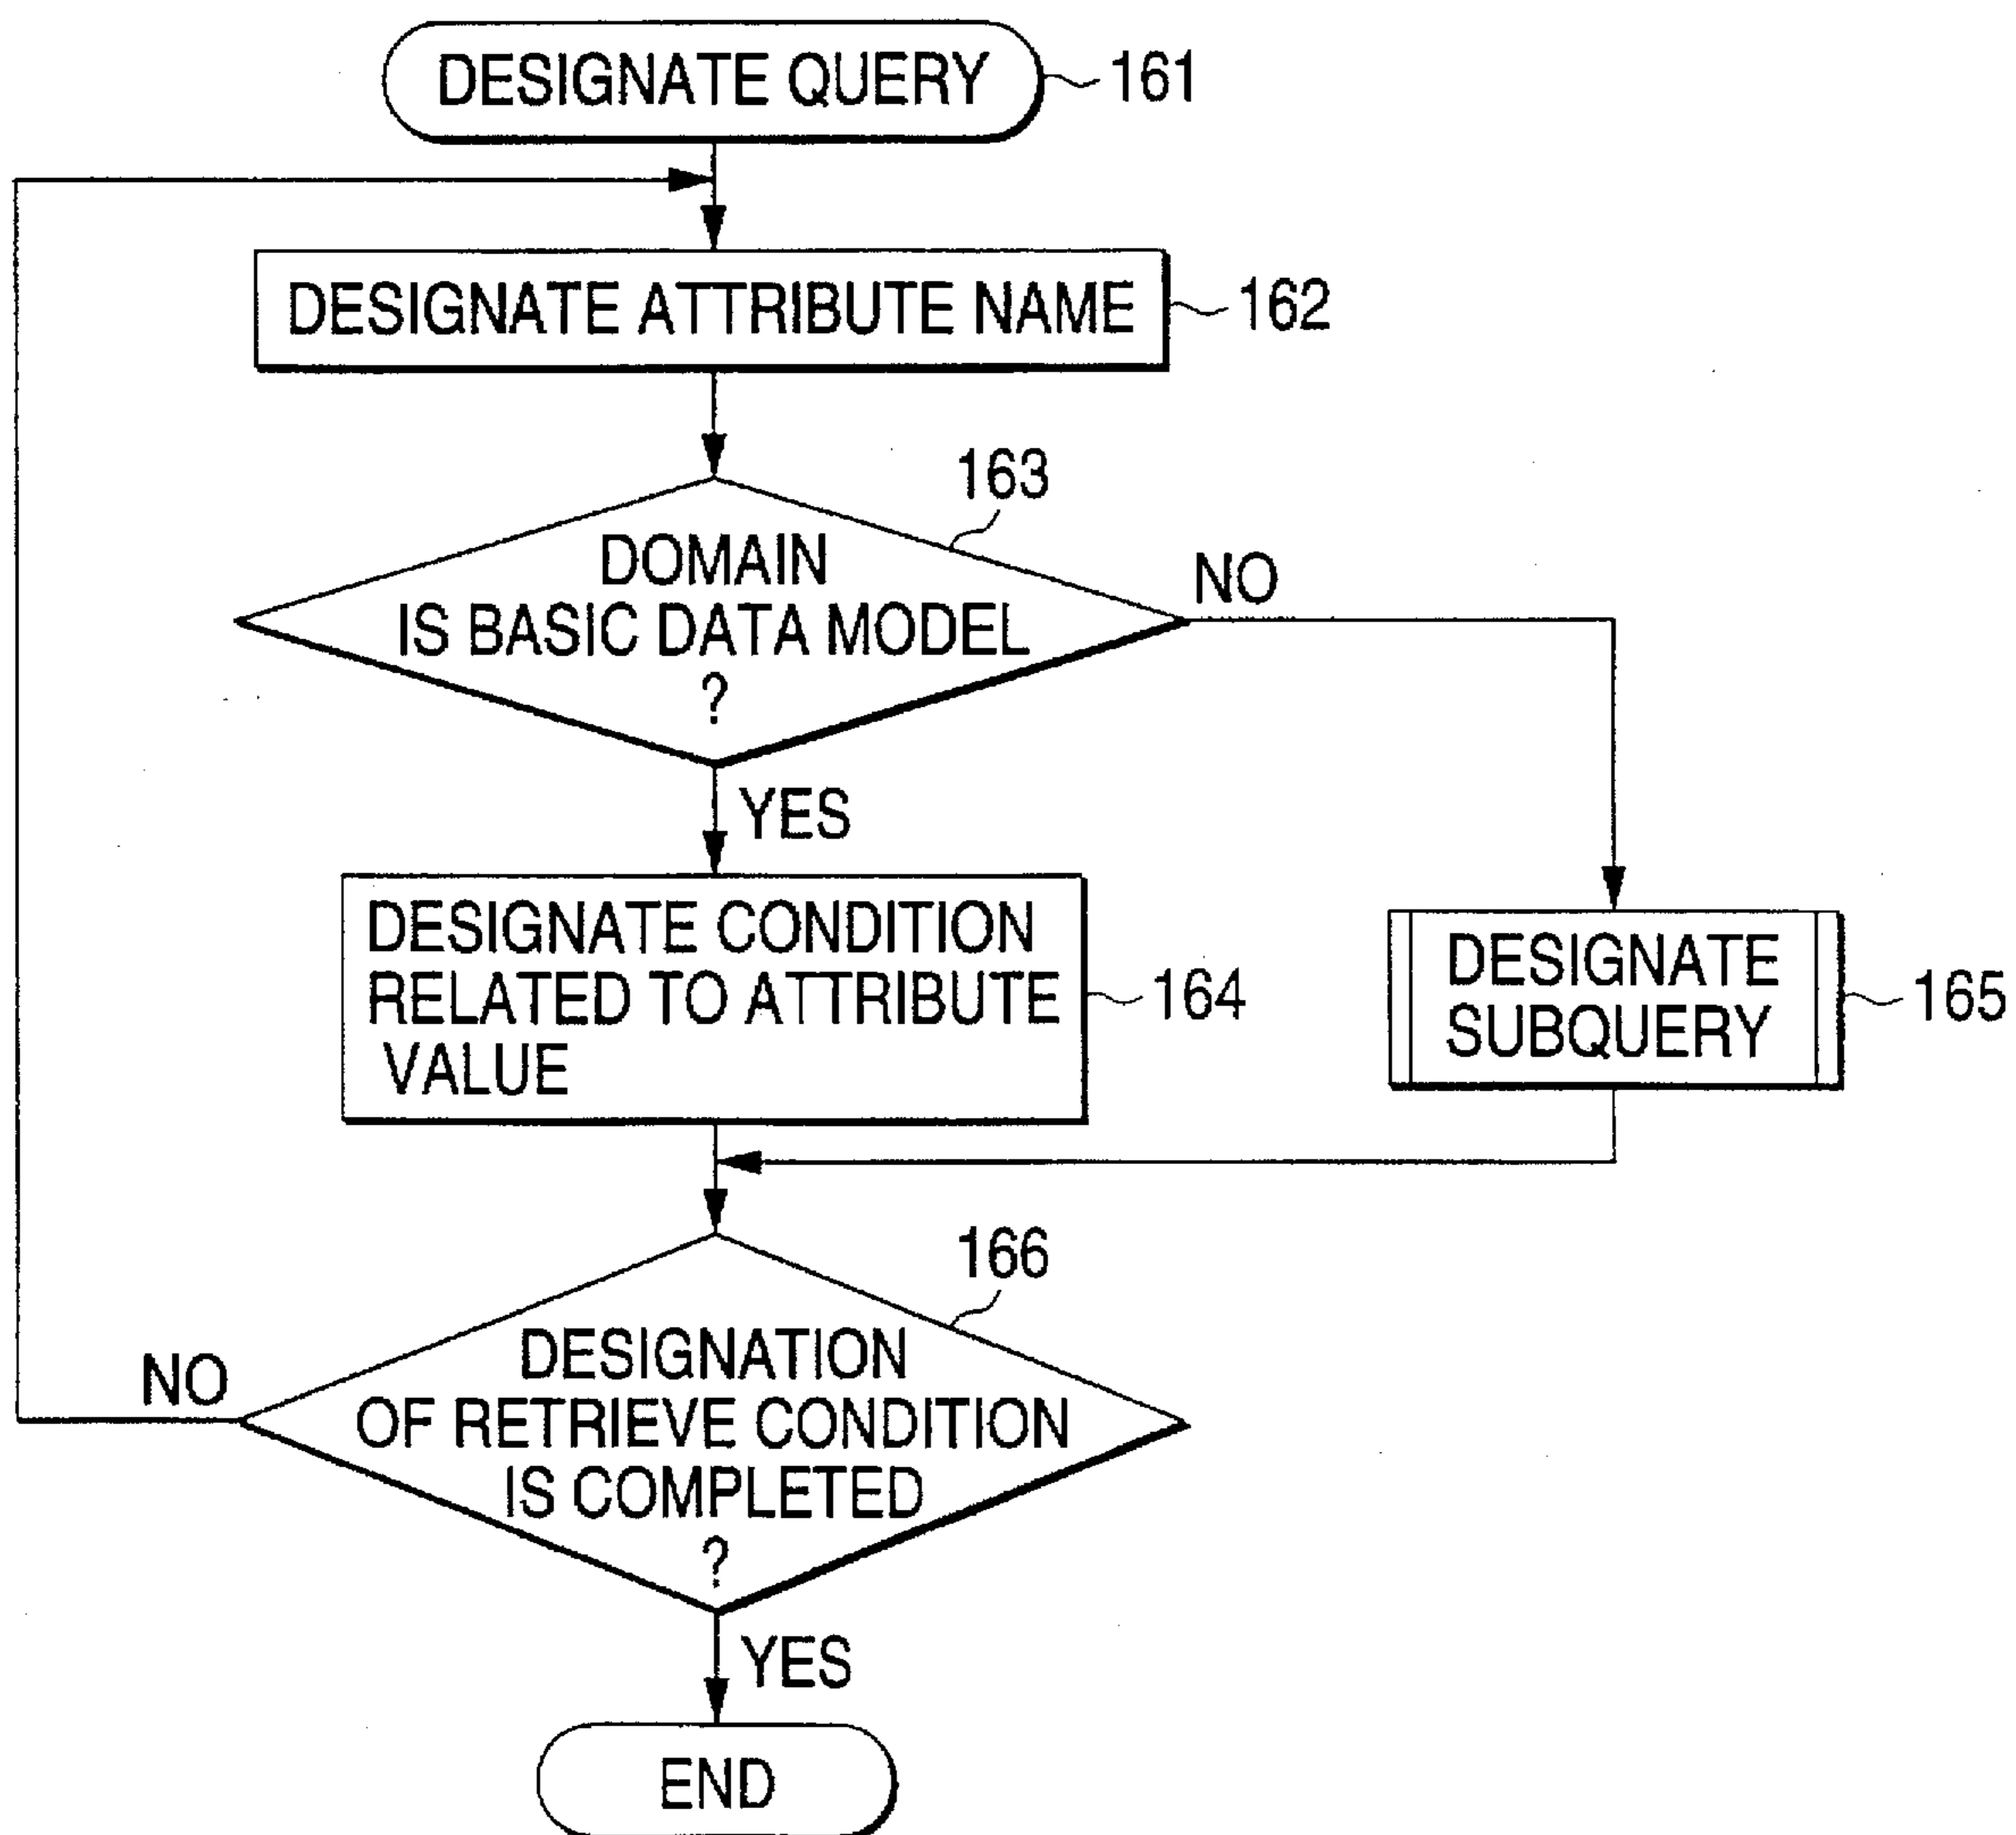 DESIGNATE QUERY
161
DESIGNATE ATTRIBUTE NAME
162
163
DOMAIN
IS BASIC DATA MODEL
?
NO
YES
DESIGNATE CONDITION
RELATED TO ATTRIBUTE
VALUE
164
DESIGNATE
SUBQUERY
165
166
DESIGNATION
OF RETRIEVE CONDITION
IS COMPLETED
?
NO
YES
END